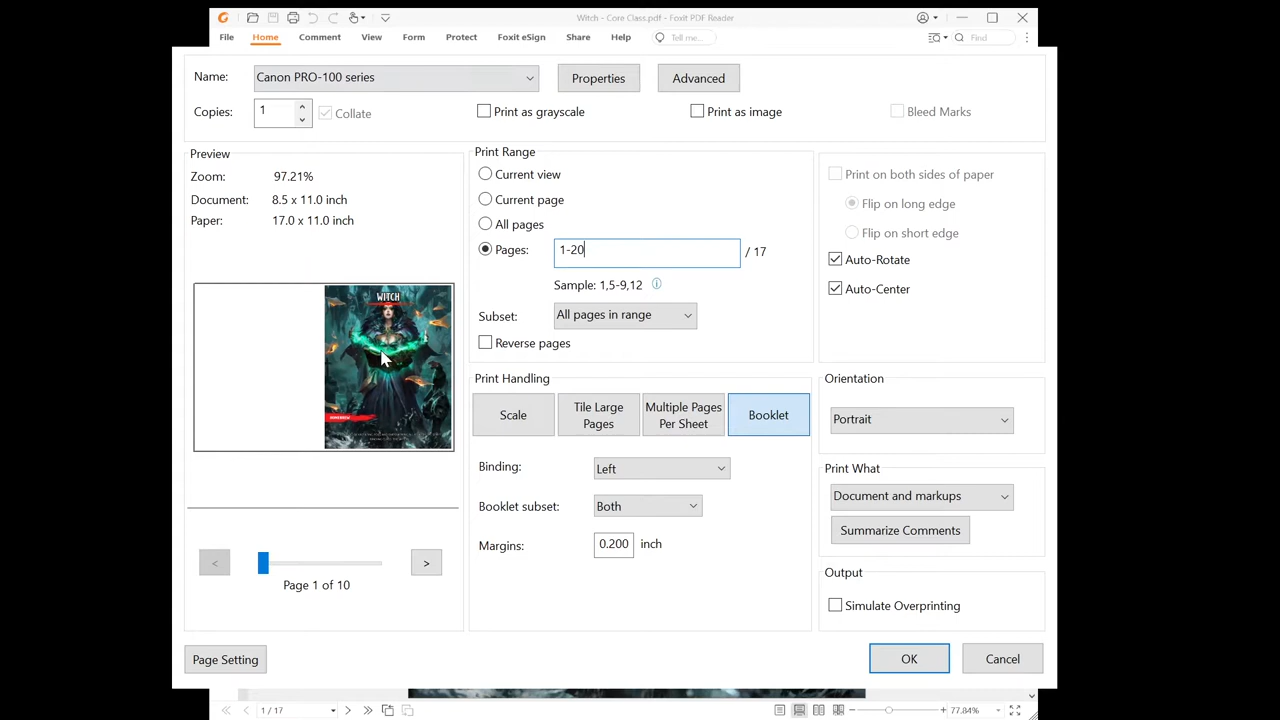 Witch - Core Class.pdf - Foxit PDF Reader
File Home Comment View Form Protect Foxit eSign Share Help Tell me... Find
Name: Canon PRO-100 series Properties Advanced
Copies: 1 Collate Print as grayscale Print as image Bleed Marks
Preview
Zoom: 97.21%
Document: 8.5 x 11.0 inch
Paper: 17.0 x 11.0 inch
WITCH
< >
Page 1 of 10
Print Range
Current view
Current page
All pages
Pages: 1-20 / 17
Sample: 1,5-9,12
Subset: All pages in range
Reverse pages
Print Handling
Scale
Tile Large Pages
Multiple Pages Per Sheet
Booklet
Binding: Left
Booklet subset: Both
Margins: 0.200 inch
Print on both sides of paper
Flip on long edge
Flip on short edge
Auto-Rotate
Auto-Center
Orientation
Portrait
Print What
Document and markups
Summarize Comments
Output
Simulate Overprinting
Page Setting OK Cancel
1 / 17 77.84%